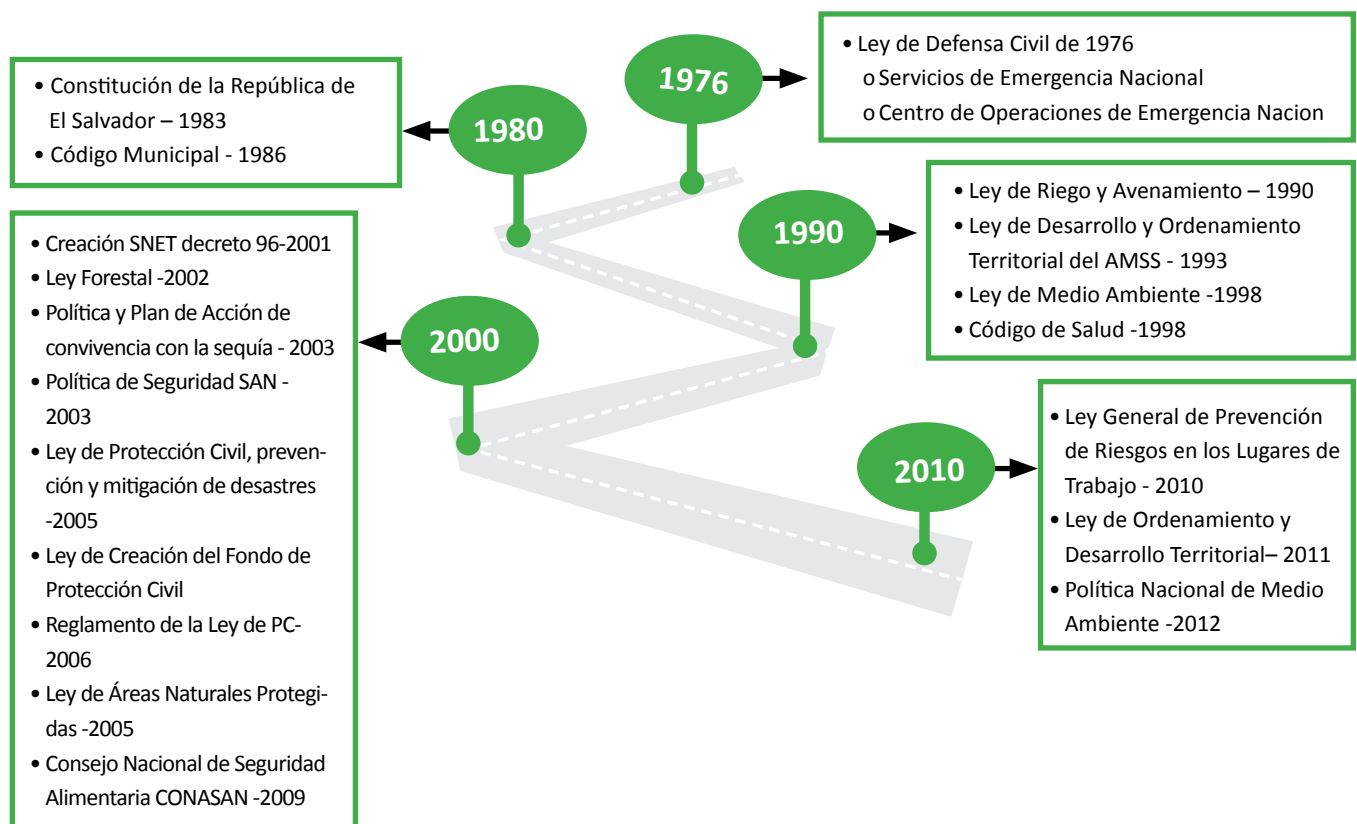 1976
• Ley de Defensa Civil de 1976
o Servicios de Emergencia Nacional
o Centro de Operaciones de Emergencia Nacion
1980
• Constitución de la República de
El Salvador – 1983
• Código Municipal - 1986
1990
• Ley de Riego y Avenamiento – 1990
• Ley de Desarrollo y Ordenamiento
Territorial del AMSS - 1993
• Ley de Medio Ambiente -1998
• Código de Salud -1998
2000
• Creación SNET decreto 96-2001
• Ley Forestal -2002
• Política y Plan de Acción de
convivencia con la sequía - 2003
• Política de Seguridad SAN -
2003
• Ley de Protección Civil, preven-
ción y mitigación de desastres
-2005
• Ley de Creación del Fondo de
Protección Civil
• Reglamento de la Ley de PC-
2006
• Ley de Áreas Naturales Protegi-
das -2005
• Consejo Nacional de Seguridad
Alimentaria CONASAN -2009
2010
• Ley General de Prevención
de Riesgos en los Lugares de
Trabajo - 2010
• Ley de Ordenamiento y
Desarrollo Territorial– 2011
• Política Nacional de Medio
Ambiente -2012